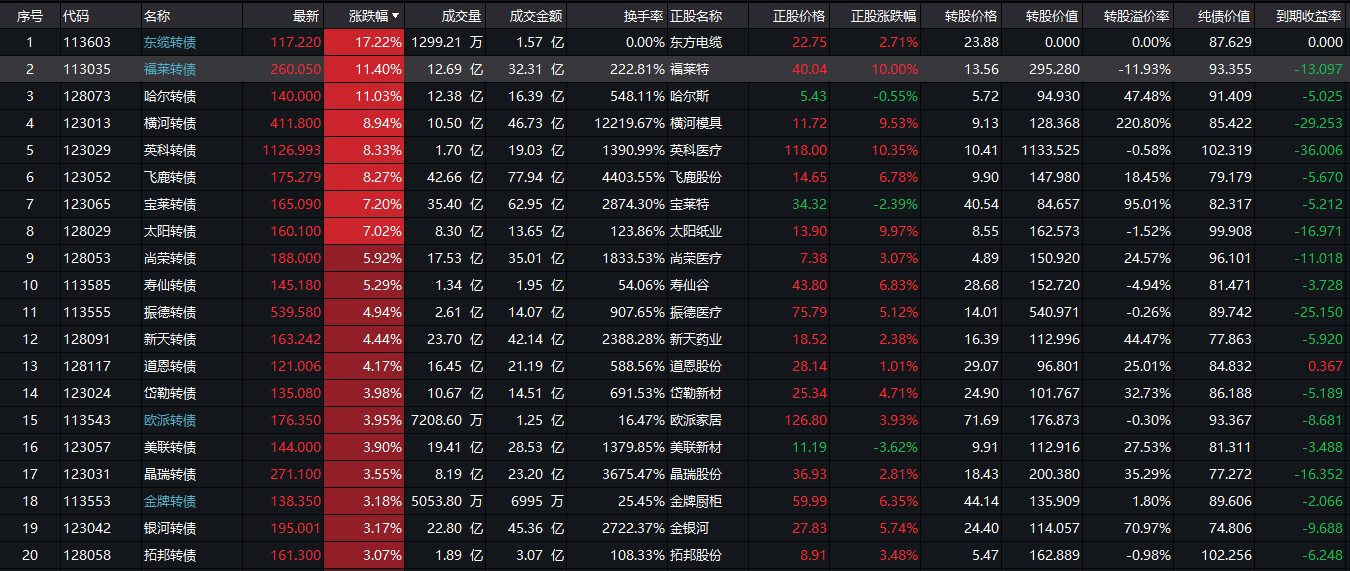 序号 代码 名称 最新 涨跌幅 成交量 成交金额 换手率 正股名称 正股价格 正股涨跌幅 转股价格 转股价值 转股溢价率 纯债价值 到期收益率
1 113603 东缆转债 117.220 17.22% 1299.21 万 1.57 亿 0.00% 东方电缆 22.75 2.71% 23.88 0.000 0.00% 87.629 0.000
2 113035 福莱转债 260.050 11.40% 12.69 亿 32.31 亿 222.81% 福莱特 40.04 10.00% 13.56 295.280 -11.93% 93.355 -13.097
3 128073 哈尔转债 140.000 11.03% 12.38 亿 16.39 亿 548.11% 哈尔斯 5.43 -0.55% 5.72 94.930 47.48% 91.409 -5.025
4 123013 横河转债 411.800 8.94% 10.50 亿 46.73 亿 12219.67% 横河模具 11.72 9.53% 9.13 128.368 220.80% 85.422 -29.253
5 123029 英科转债 1126.993 8.33% 1.70 亿 19.03 亿 1390.99% 英科医疗 118.00 10.35% 10.41 1133.525 -0.58% 102.319 -36.006
6 123052 飞鹿转债 175.279 8.27% 42.66 亿 77.94 亿 4403.55% 飞鹿股份 14.65 6.78% 9.90 147.980 18.45% 79.179 -5.670
7 123065 宝莱转债 165.090 7.20% 35.40 亿 62.95 亿 2874.30% 宝莱特 34.32 -2.39% 40.54 84.657 95.01% 82.317 -5.212
8 128029 太阳转债 160.100 7.02% 8.30 亿 13.65 亿 123.86% 太阳纸业 13.90 9.97% 8.55 162.573 -1.52% 99.908 -16.971
9 128053 尚荣转债 188.000 5.92% 17.53 亿 35.01 亿 1833.53% 尚荣医疗 7.38 3.07% 4.89 150.920 24.57% 96.101 -11.018
10 113585 寿仙转债 145.180 5.29% 1.34 亿 1.95 亿 54.06% 寿仙谷 43.80 6.83% 28.68 152.720 -4.94% 81.471 -3.728
11 113555 振德转债 539.580 4.94% 2.61 亿 14.07 亿 907.65% 振德医疗 75.79 5.12% 14.01 540.971 -0.26% 89.742 -25.150
12 128091 新天转债 163.242 4.44% 23.70 亿 42.14 亿 2388.28% 新天药业 18.52 2.38% 16.39 112.996 44.47% 77.863 -5.920
13 128117 道恩转债 121.006 4.17% 16.45 亿 21.19 亿 588.56% 道恩股份 28.14 1.01% 29.07 96.801 25.01% 84.832 0.367
14 123024 岱勒转债 135.080 3.98% 10.67 亿 14.51 亿 691.53% 岱勒新材 25.34 4.71% 24.90 101.767 32.73% 86.188 -5.189
15 113543 欧派转债 176.350 3.95% 7208.60 万 1.25 亿 16.47% 欧派家居 126.80 3.93% 71.69 176.873 -0.30% 93.367 -8.681
16 123057 美联转债 144.000 3.90% 19.41 亿 28.53 亿 1379.85% 美联新材 11.19 -3.62% 9.91 112.916 27.53% 81.311 -3.488
17 123031 晶瑞转债 271.100 3.55% 8.19 亿 23.20 亿 3675.47% 晶瑞股份 36.93 2.81% 18.43 200.380 35.29% 77.272 -16.352
18 113553 金牌转债 138.350 3.18% 5053.80 万 6995 万 25.45% 金牌厨柜 59.99 6.35% 44.14 135.909 1.80% 89.606 -2.066
19 123042 银河转债 195.001 3.17% 22.80 亿 45.36 亿 2722.37% 金银河 27.83 5.74% 24.40 114.057 70.97% 74.806 -9.688
20 128058 拓邦转债 161.300 3.07% 1.89 亿 3.07 亿 108.33% 拓邦股份 8.91 3.48% 5.47 162.889 -0.98% 102.256 -6.248